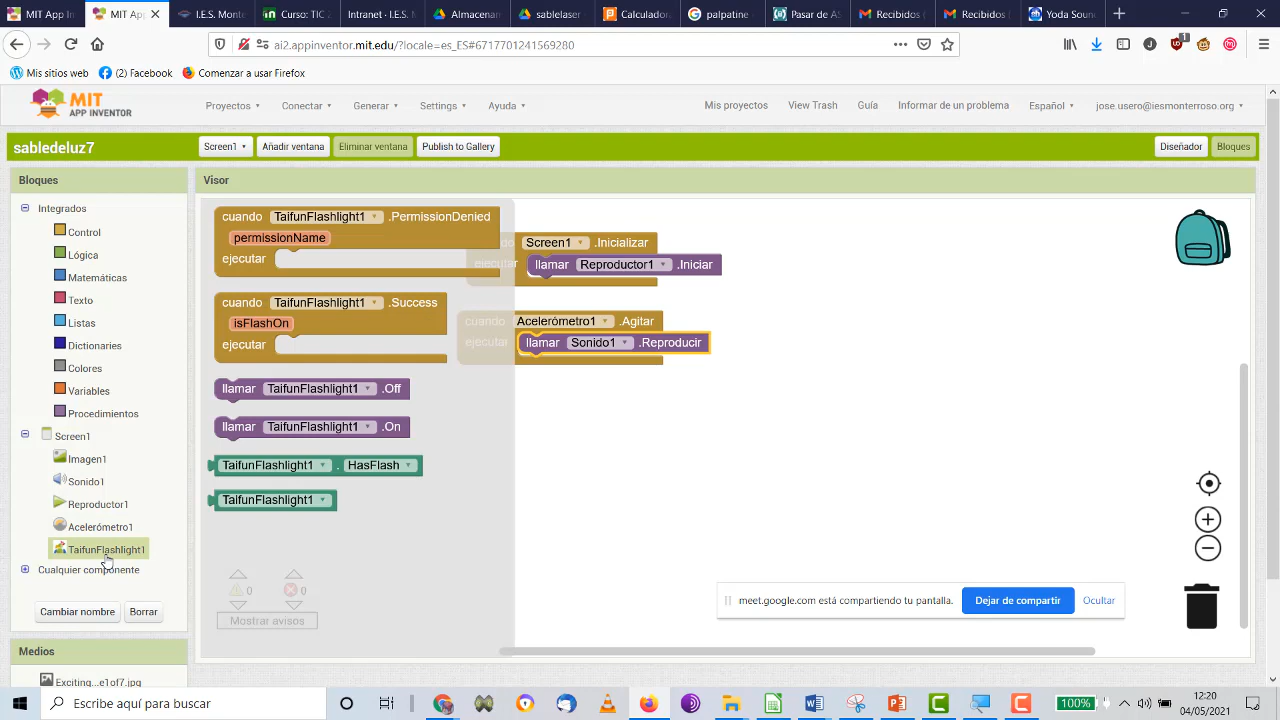 MIT App In
MIT Ap
I.E.S. Monte
Curso: TIC
Intranet - I.E.S. M
Almacena
sablelaser
Calculador
palpatine
Pasar de AS
Recibidos (
Recibidos (
Yoda Sound
ai2.appinventor.mit.edu/?locale=es_ES#6717701241569280
Mis sitios web
(2) Facebook
Comenzar a usar Firefox
MIT
APP INVENTOR
Proyectos
Conectar
Generar
Settings
Ayuda
Mis proyectos
View Trash
Guía
Informar de un problema
Español
jose.usero@iesmonterroso.org
sabledeluz7
Screen1
Añadir ventana
Eliminar ventana
Publish to Gallery
Diseñador
Bloques
Bloques
Visor
Integrados
Control
Lógica
Matemáticas
Texto
Listas
Dictionaries
Colores
Variables
Procedimientos
Screen1
Imagen1
Sonido1
Reproductor1
Acelerómetro1
TaifunFlashlight1
Cualquier componente
Cambiar nombre
Borrar
Medios
Exciting...e1of7.jpg
cuando TaifunFlashlight1 .PermissionDenied
permissionName
ejecutar
cuando TaifunFlashlight1 .Success
isFlashOn
ejecutar
llamar TaifunFlashlight1 .Off
llamar TaifunFlashlight1 .On
TaifunFlashlight1 . HasFlash
TaifunFlashlight1
Screen1 .Inicializar
ejecutar llamar Reproductor1 .Iniciar
cuando Acelerómetro1 .Agitar
ejecutar llamar Sonido1 .Reproducir
0
0
Mostrar avisos
meet.google.com está compartiendo tu pantalla.
Dejar de compartir
Ocultar
Escribe aquí para buscar
100%
12:20
04/05/2021